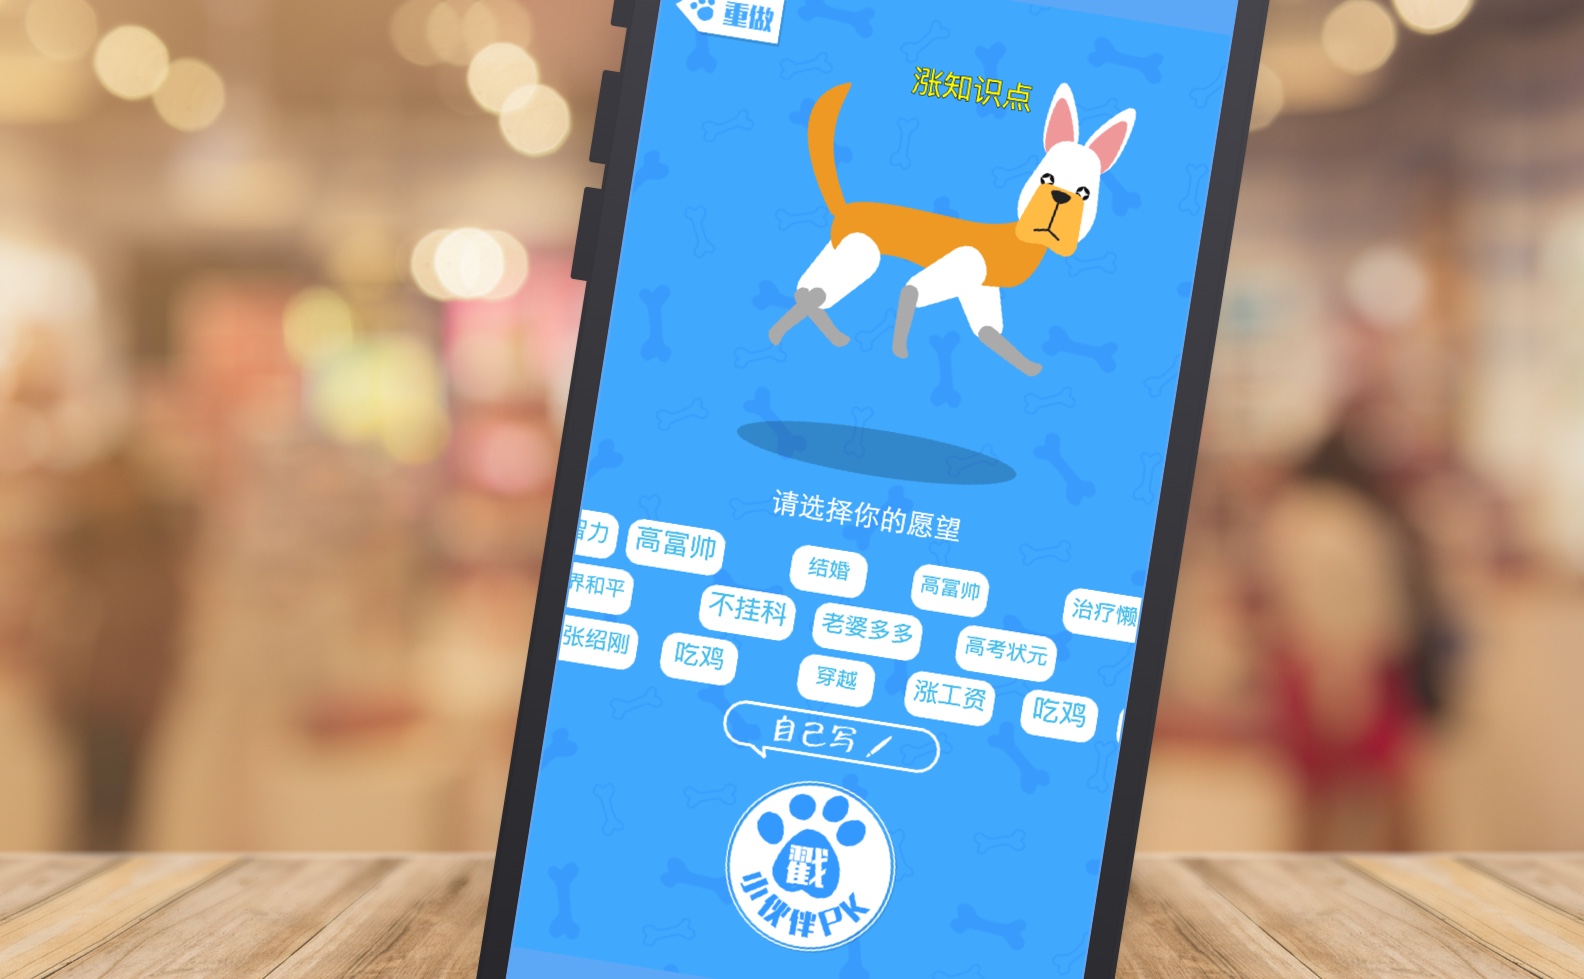 重做
涨知识点
请选择你的愿望
智力 高富帅 结婚 高富帅 治疗懒
界和平 不挂科 老婆多多 高考状元
张绍刚 吃鸡 穿越 涨工资 吃鸡
自己写
戳
小伙伴PK